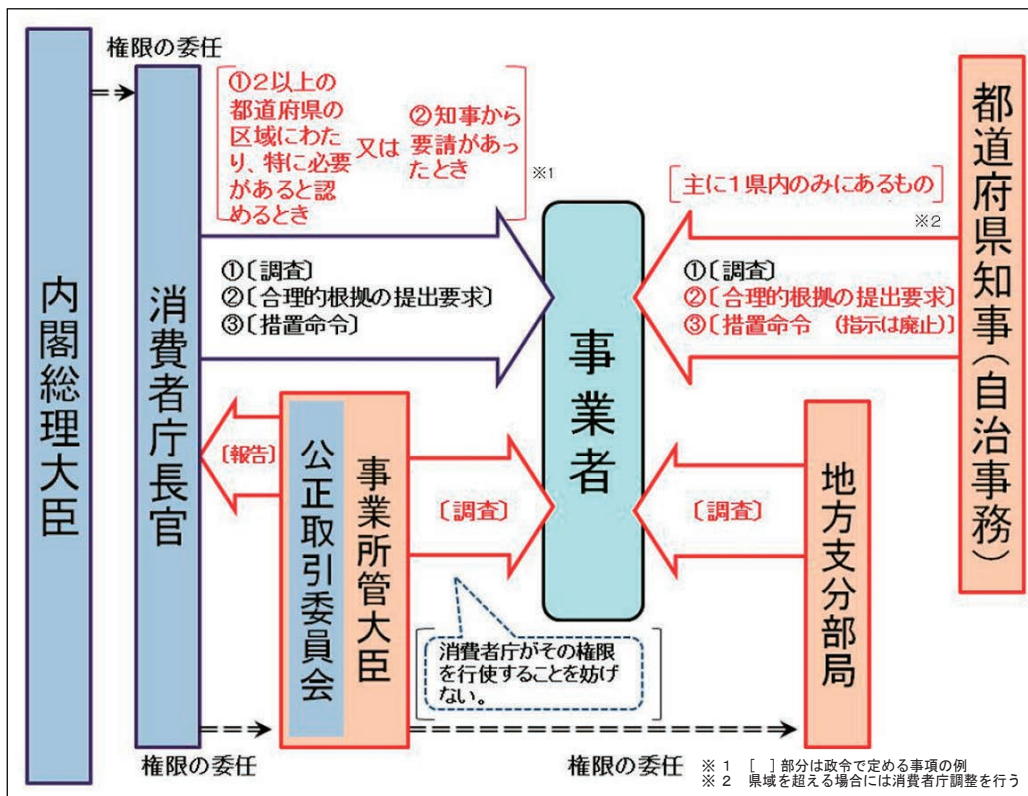 権限の委任
内閣総理大臣
消費者庁長官
①2以上の
都道府県の
区域にわた
り、特に必要
があると認
めるとき
又は
②知事から
要請があっ
たとき
※1
①〔調査〕
②〔合理的根拠の提出要求〕
③〔措置命令〕
事業者
［主に1県内のみにあるもの］
※2
①〔調査〕
②〔合理的根拠の提出要求〕
③〔措置命令　（指示は廃止）〕
都道府県知事（自治事務）
〔報告〕
公正取引委員会
事業所管大臣
〔調査〕
〔調査〕
地方支分部局
消費者庁がその権限
を行使することを妨げ
ない。
権限の委任
権限の委任
※ 1　［　］部分は政令で定める事項の例
※ 2　県域を超える場合には消費者庁調整を行う